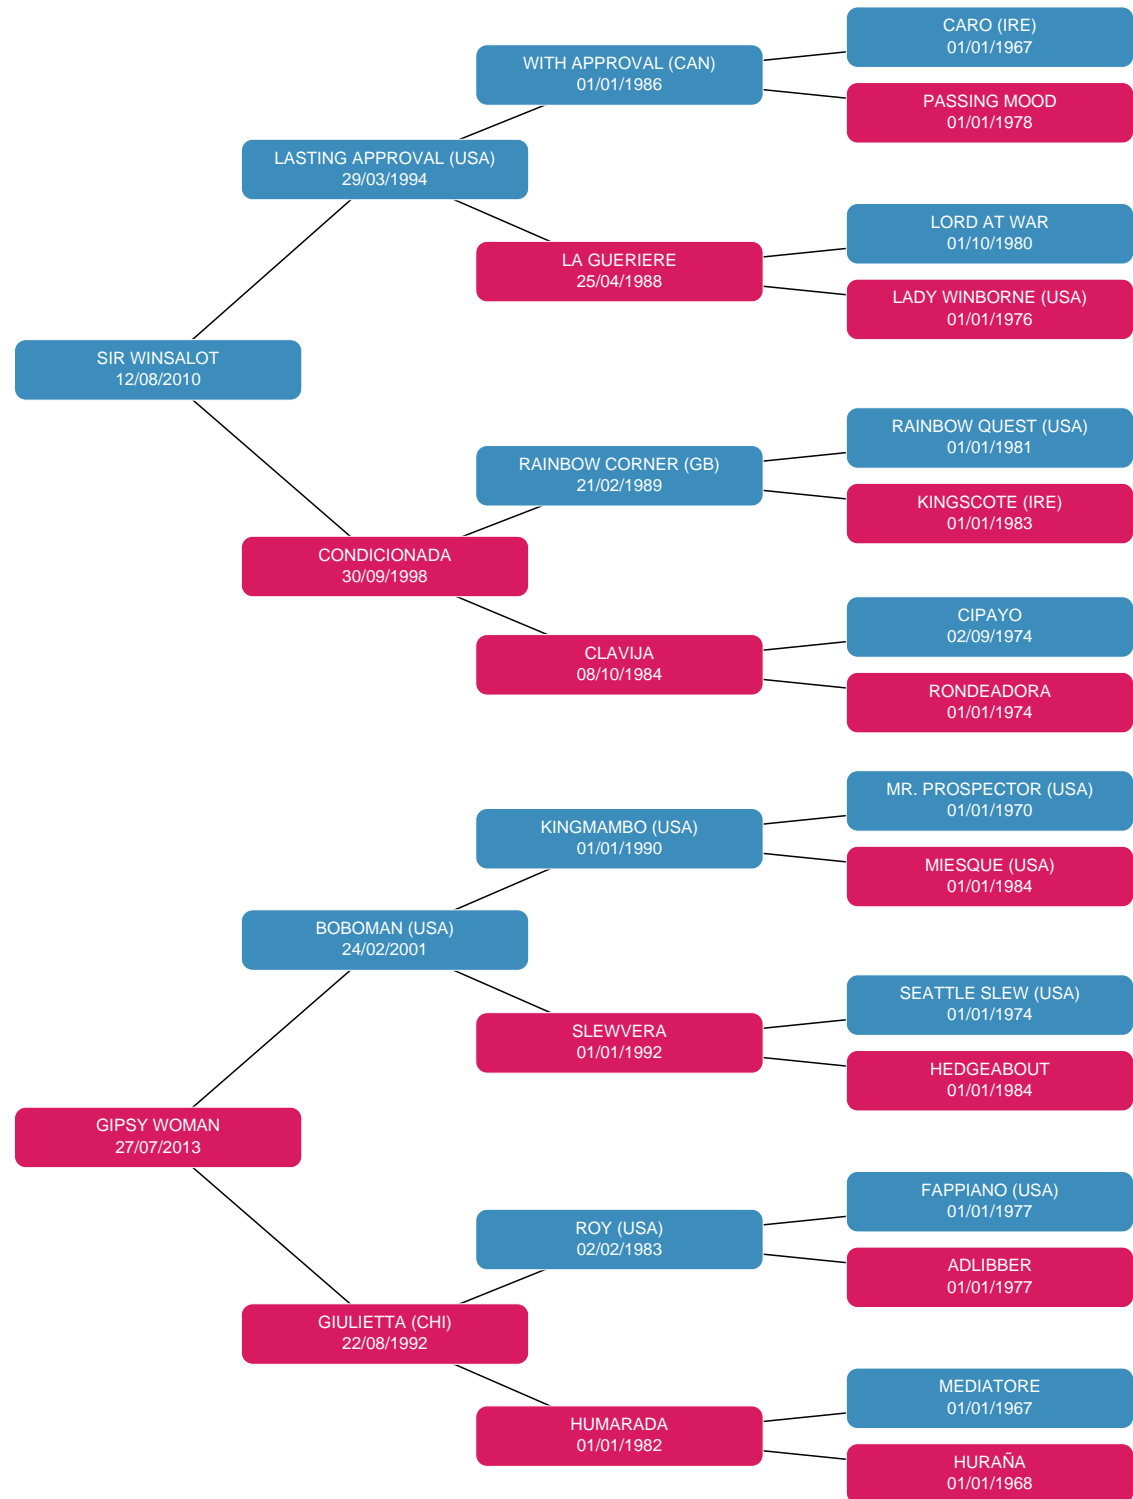 CARO (IRE)
01/01/1967
WITH APPROVAL (CAN)
01/01/1986
PASSING MOOD
01/01/1978
LASTING APPROVAL (USA)
29/03/1994
LORD AT WAR
01/10/1980
LA GUERIERE
25/04/1988
LADY WINBORNE (USA)
01/01/1976
SIR WINSALOT
12/08/2010
RAINBOW QUEST (USA)
01/01/1981
RAINBOW CORNER (GB)
21/02/1989
KINGSCOTE (IRE)
01/01/1983
CONDICIONADA
30/09/1998
CIPAYO
02/09/1974
CLAVIJA
08/10/1984
RONDEADORA
01/01/1974
MR. PROSPECTOR (USA)
01/01/1970
KINGMAMBO (USA)
01/01/1990
MIESQUE (USA)
01/01/1984
BOBOMAN (USA)
24/02/2001
SEATTLE SLEW (USA)
01/01/1974
SLEWVERA
01/01/1992
HEDGEABOUT
01/01/1984
GIPSY WOMAN
27/07/2013
FAPPIANO (USA)
01/01/1977
ROY (USA)
02/02/1983
ADLIBBER
01/01/1977
GIULIETTA (CHI)
22/08/1992
MEDIATORE
01/01/1967
HUMARADA
01/01/1982
HURAÑA
01/01/1968